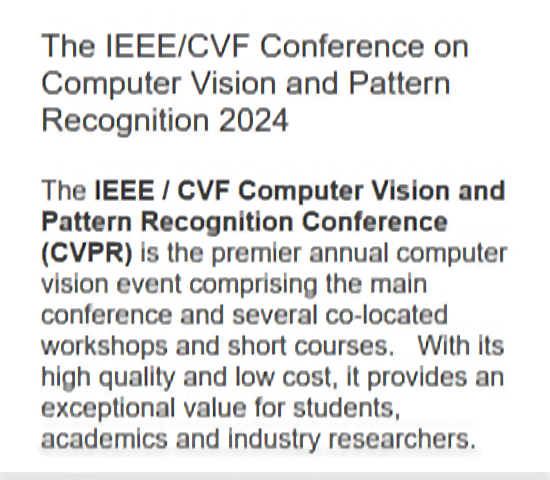 The IEEE/CVF Conference on
Computer Vision and Pattern
Recognition 2024
The IEEE / CVF Computer Vision and
Pattern Recognition Conference
(CVPR) is the premier annual computer
vision event comprising the main
conference and several co-located
workshops and short courses.   With its
high quality and low cost, it provides an
exceptional value for students,
academics and industry researchers.